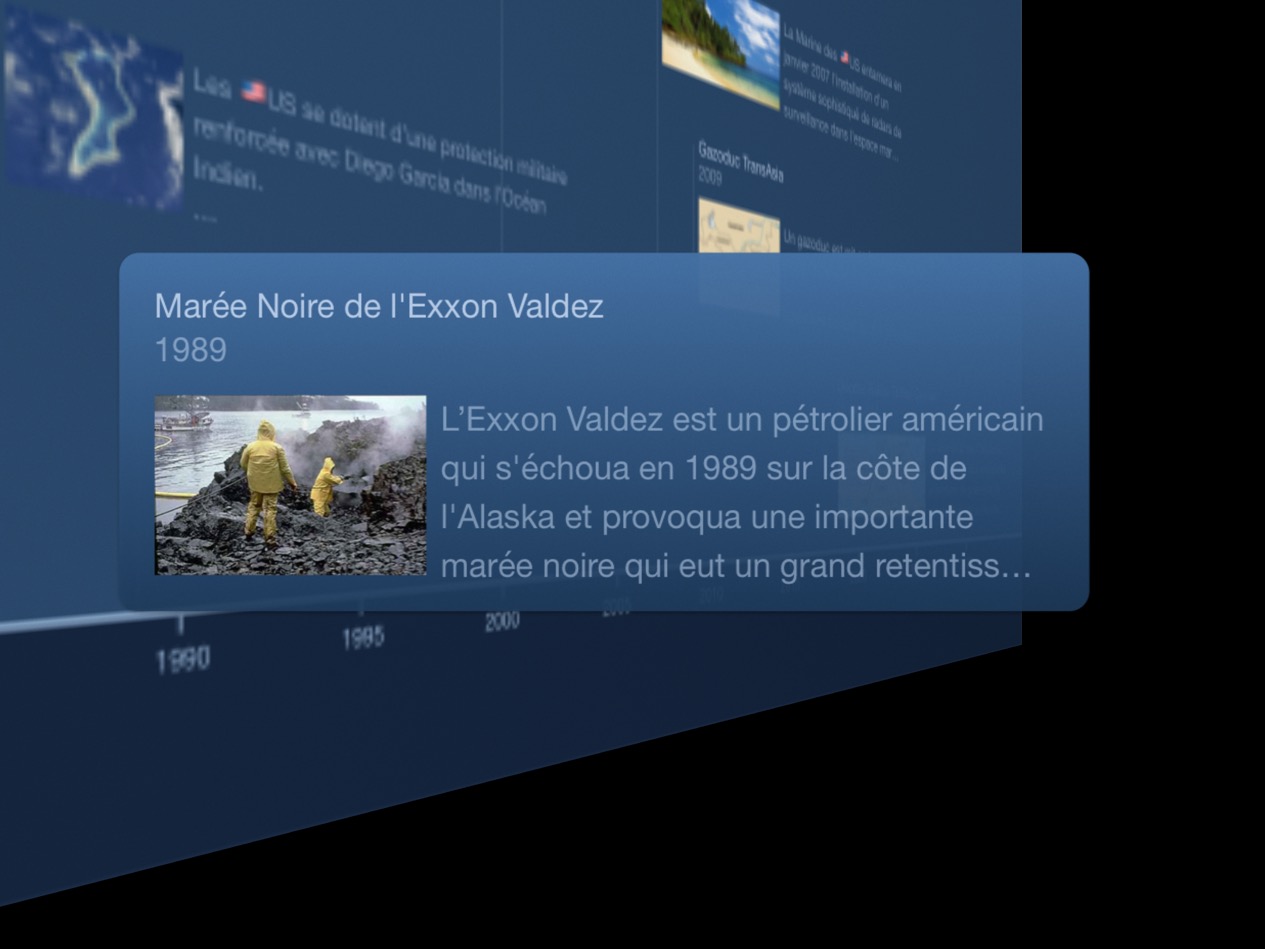 Les 🇺🇸US se dotent d'une protection militaire
renforcée avec Diego Garcia dans l'Océan
Indien.
...
La Marine des 🇺🇸US entamera en
janvier 2007 l'installation d'un
système sophistiqué de radars de
surveillance dans l'espace mar...
Gazoduc TransAsia
2009
Un gazoduc est
Marée Noire de l'Exxon Valdez
1989
L’Exxon Valdez est un pétrolier américain
qui s'échoua en 1989 sur la côte de
l'Alaska et provoqua une importante
marée noire qui eut un grand retentiss...
1990
1995
2000
2005
2010